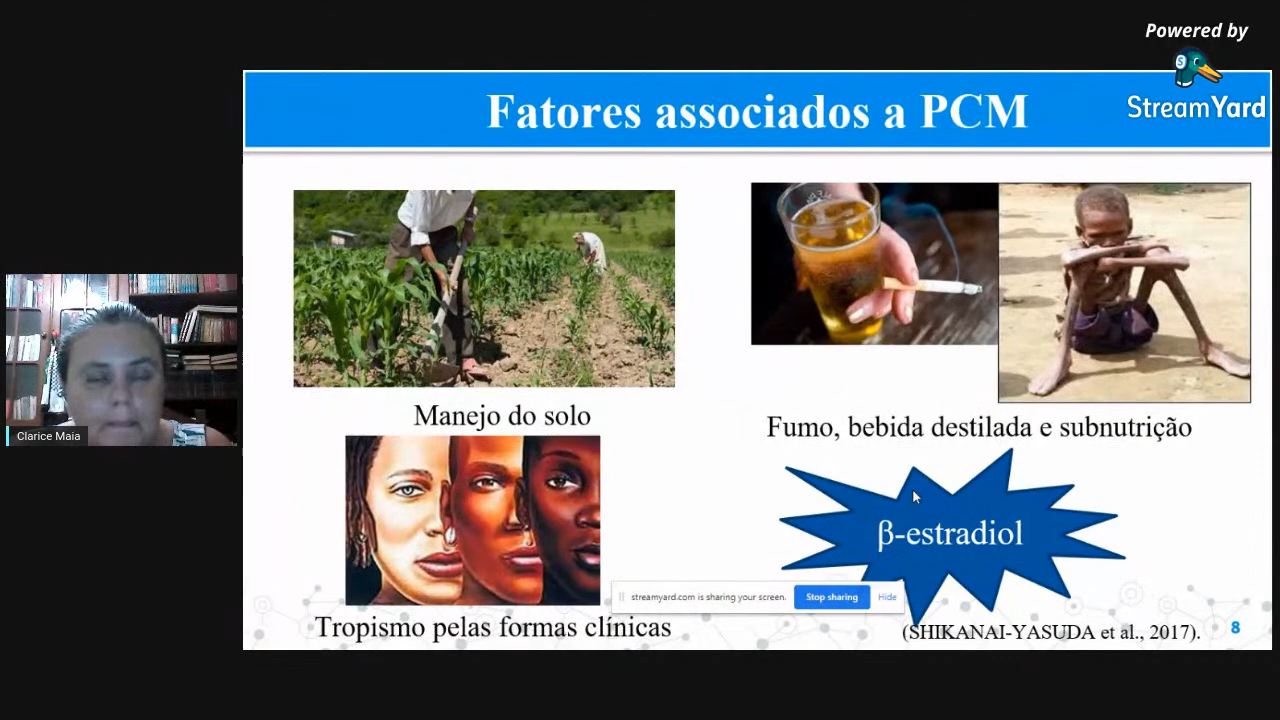 Powered by
StreamYard
Fatores associados a PCM
Manejo do solo
Fumo, bebida destilada e subnutrição
Clarice Maia
β-estradiol
streamyard.com is sharing your screen.
Stop sharing
Hide
Tropismo pelas formas clínicas
(SHIKANAI-YASUDA et al., 2017).
8